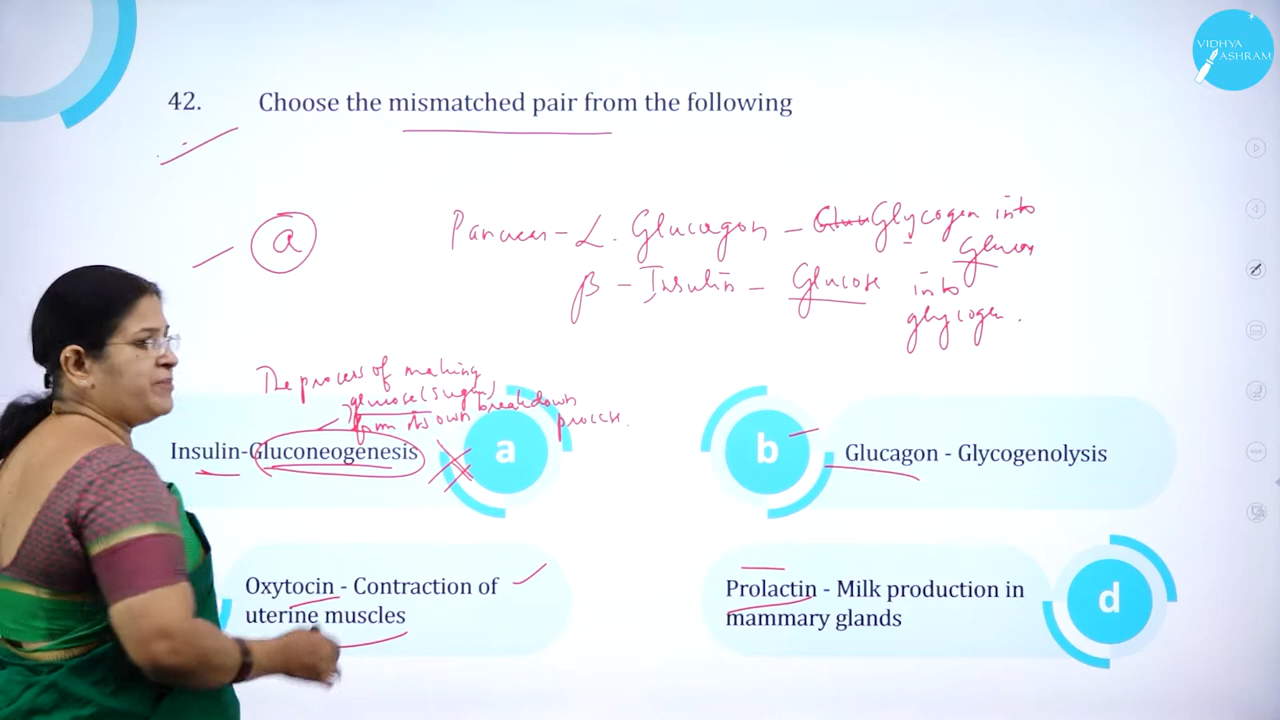 VIDHYA
ASHRAM
42. Choose the mismatched pair from the following
a
Pancreas - α. Glucagon - Glycogen into
β - Insulin - Glucose into
glycogen.
The process of making
glucose (sugar)
from its own breakdown
process.
Insulin-Gluconeogenesis
a
b
Glucagon - Glycogenolysis
Oxytocin - Contraction of
uterine muscles
Prolactin - Milk production in
mammary glands
d